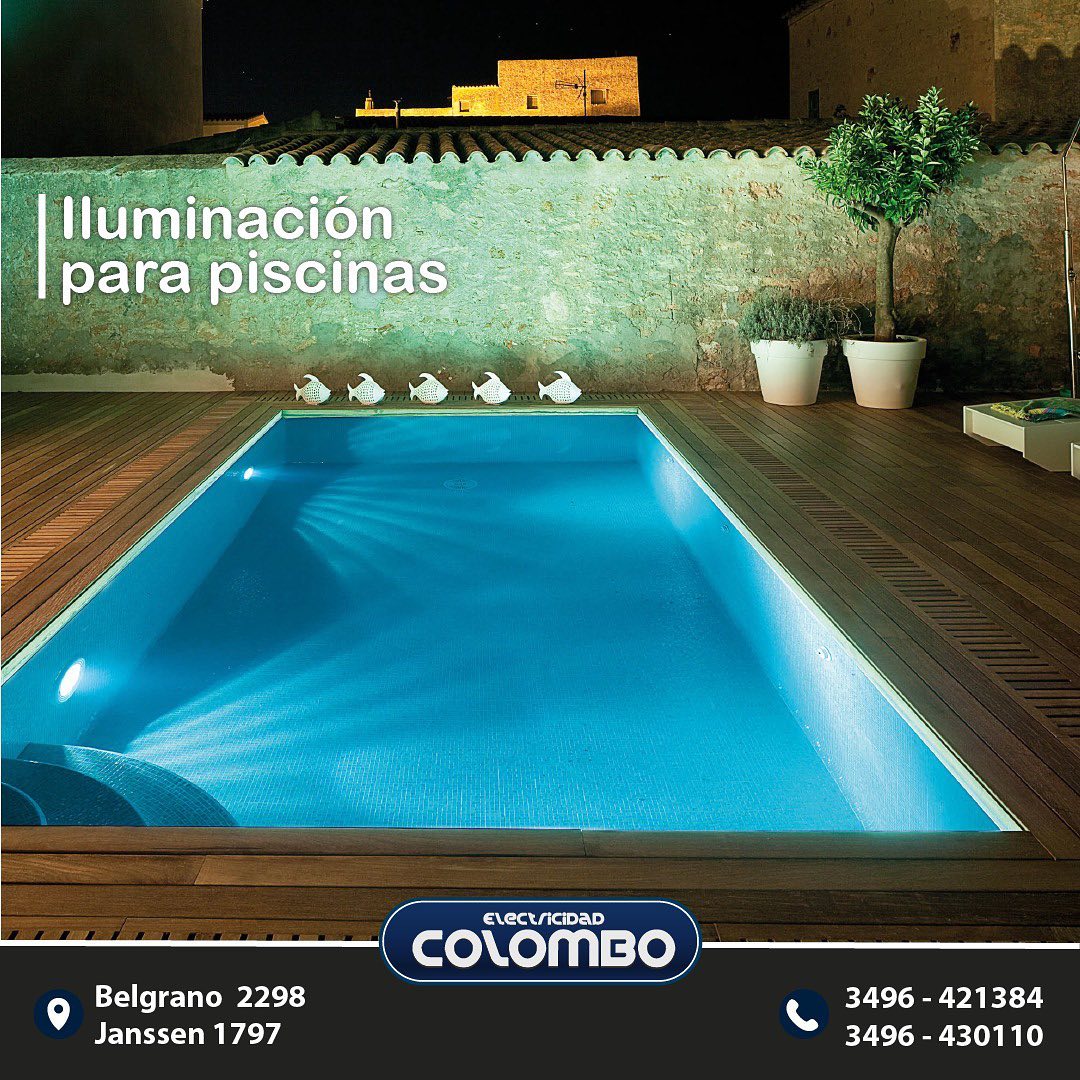 Iluminación
para piscinas
Electricidad
COLOMBO
Belgrano 2298
Janssen 1797
3496 - 421384
3496 - 430110